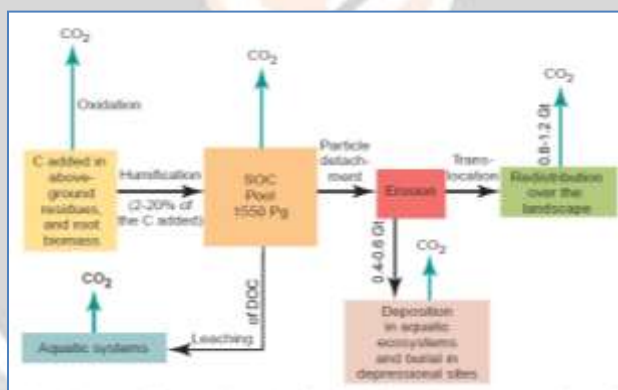 CO₂
CO₂
CO₂
Oxidation
0.8-1.2 Gt
C added in
above-
ground
residues,
and root
biomass
Humification
(2-20% of
the C added)
SOC
Pool
1550 Pg
Particle
detach-
ment
Erosion
Trans-
location
Redistribution
over the
landscape
0.4-0.6 Gt
CO₂
CO₂
of DOC
Leaching
Aquatic systems
Deposition
in aquatic
ecosystems
and burial in
depressional sites